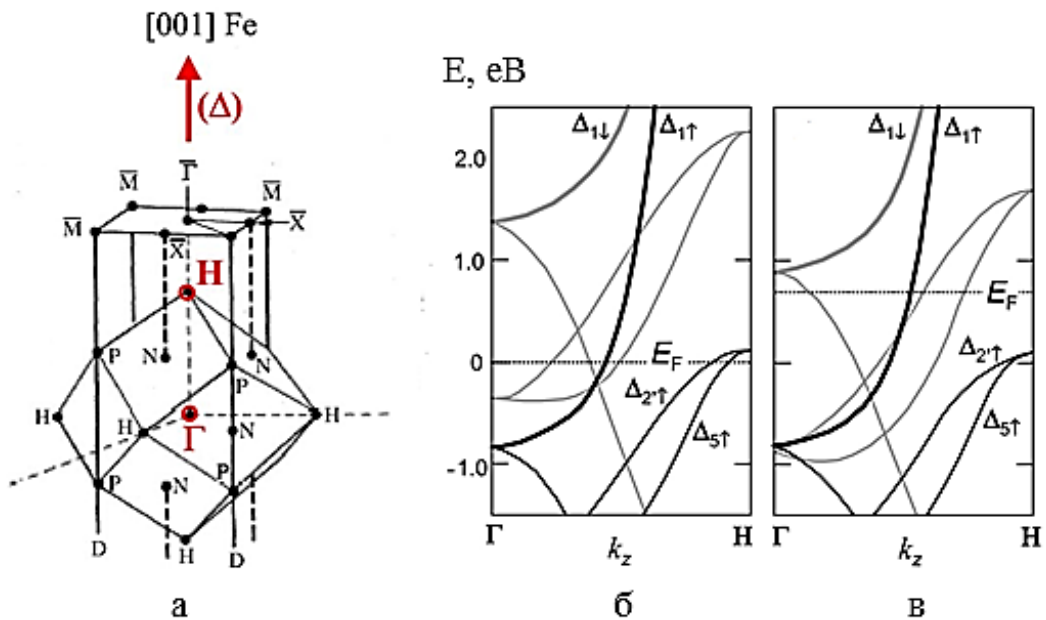 [001] Fe
(Δ)
Γ̅
M̅
M̅
M̅
X̅
X̅
H
P
N
N
P
H
H
Γ
H
N
P
N
P
D
H
D
а
E, эВ
2.0
1.0
0
-1.0
Δ1↓
Δ1↑
EF
Δ2'↑
Δ5↑
Γ
kz
H
б
Δ1↓
Δ1↑
EF
Δ2'↑
Δ5↑
Γ
kz
H
в